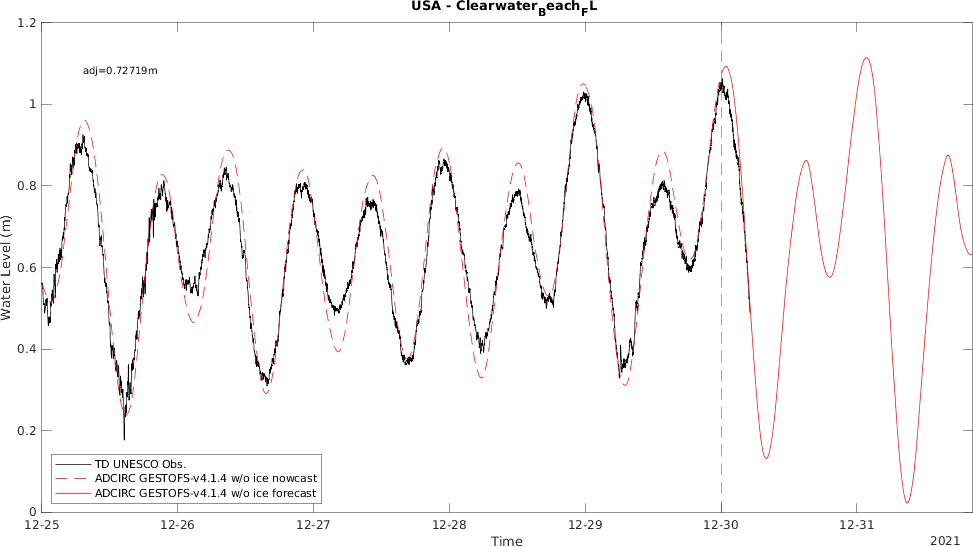 USA - Clearwater_Beach_FL
adj=0.72719m
1.2
1
0.8
0.6
0.4
0.2
0
Water Level (m)
TD UNESCO Obs.
ADCIRC GESTOFS-v4.1.4 w/o ice nowcast
ADCIRC GESTOFS-v4.1.4 w/o ice forecast
12-25 12-26 12-27 12-28 12-29 12-30 12-31
Time
2021